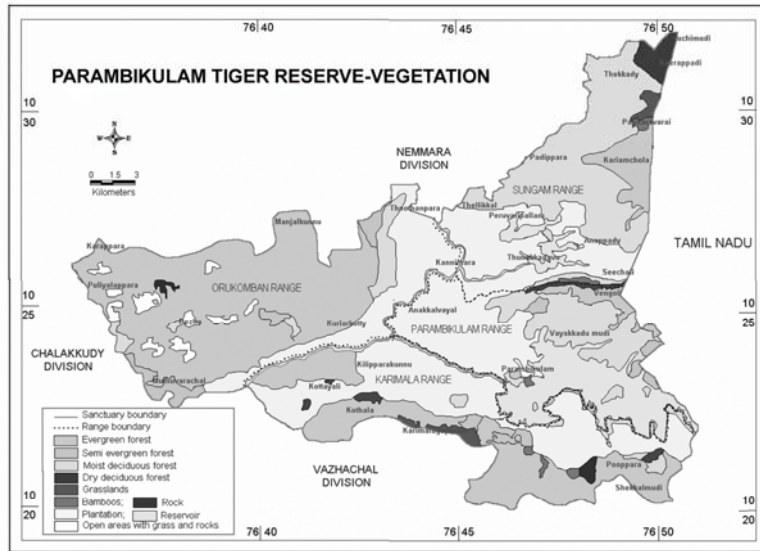 76 40
76 45
76 50
PARAMBIKULAM TIGER RESERVE-VEGETATION
Thekkady
10
30
10
30
N
W E
S
NEMMARA
DIVISION
Padippara
Kariamchola
0 1.5 3
Kilometers
SUNGAM RANGE
Thellikkal
Manjalkunnu
Anappady
TAMIL NADU
Karappara
Seechali
Puliyalappara
ORUKOMBAN RANGE
Vengoli
10
25
10
25
Anakkalvayal
Kuriarkutty
PARAMBIKULAM RANGE
Vayakkadu mudi
CHALAKKUDY
DIVISION
Kilipparakunnu
Parambikulam
KARIMALA RANGE
Kottayali
Kothala
Sanctuary boundary
Range boundary
Evergreen forest
Semi evergreen forest
Moist deciduous forest
Dry deciduous forest
Grasslands
Bamboos; Rock
Plantation; Reservoir
Open areas with grass and rocks
VAZHACHAL
DIVISION
Pooppara
Shekkalmudi
10
20
10
20
76 40
76 45
76 50